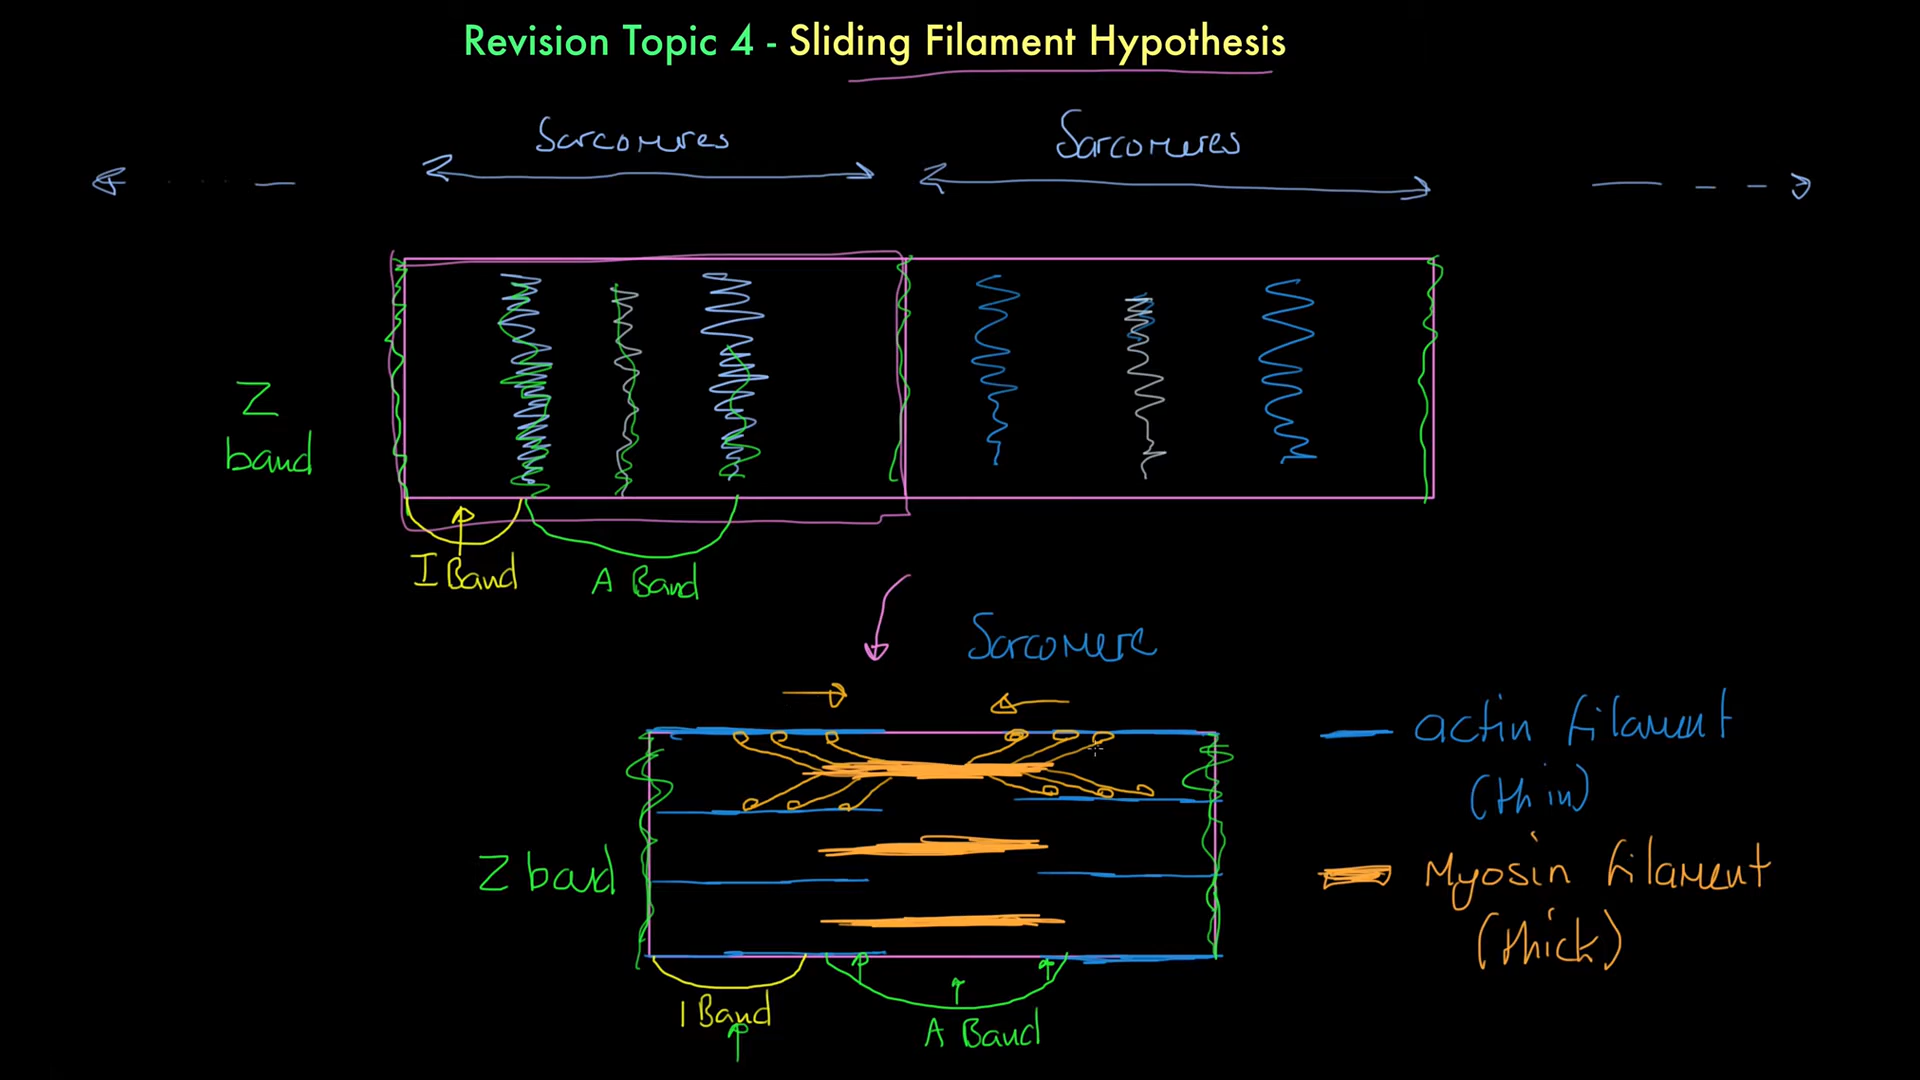 Revision Topic 4 - Sliding Filament Hypothesis
Sarcomeres
Sarcomeres
Z
band
I Band
A Band
Sarcomere
actin filament
(thin)
Z band
Myosin filament
(thick)
I Band
A Band